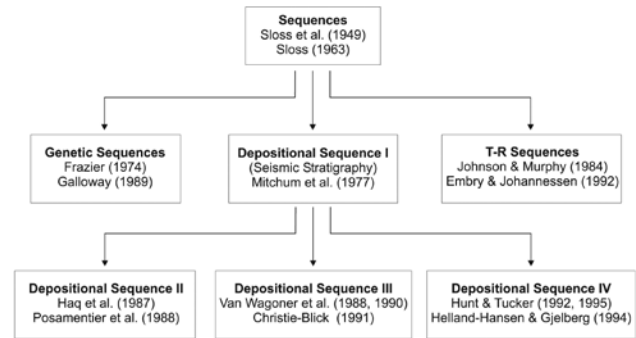 Sequences
Sloss et al. (1949)
Sloss (1963)
Genetic Sequences
Frazier (1974)
Galloway (1989)
Depositional Sequence I
(Seismic Stratigraphy)
Mitchum et al. (1977)
T-R Sequences
Johnson & Murphy (1984)
Embry & Johannessen (1992)
Depositional Sequence II
Haq et al. (1987)
Posamentier et al. (1988)
Depositional Sequence III
Van Wagoner et al. (1988, 1990)
Christie-Blick (1991)
Depositional Sequence IV
Hunt & Tucker (1992, 1995)
Helland-Hansen & Gjelberg (1994)